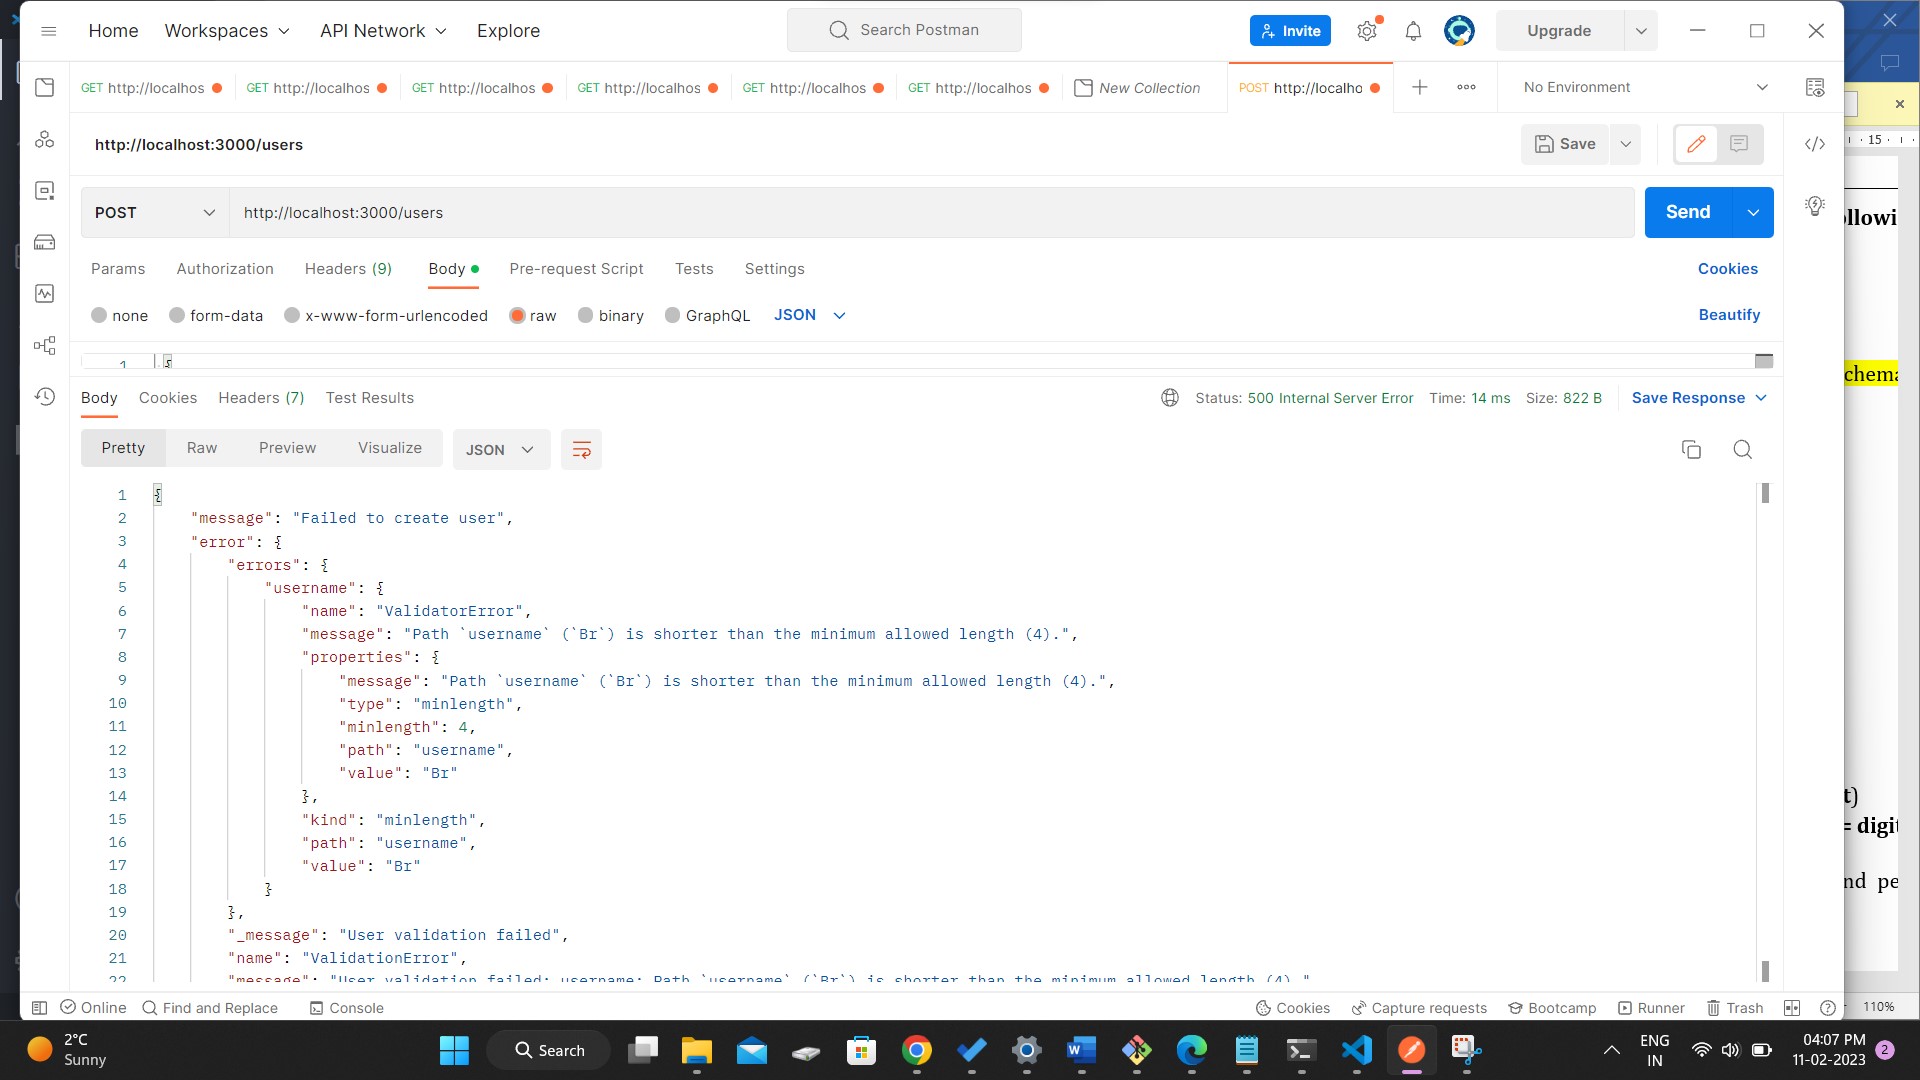 Home Workspaces API Network Explore Search Postman Invite Upgrade
GET http://localhos GET http://localhos GET http://localhos GET http://localhos GET http://localhos GET http://localhos New Collection POST http://localho No Environment
15
http://localhost:3000/users Save
POST http://localhost:3000/users Send
Params Authorization Headers (9) Body Pre-request Script Tests Settings Cookies
none form-data x-www-form-urlencoded raw binary GraphQL JSON Beautify
1 {
Body Cookies Headers (7) Test Results Status: 500 Internal Server Error Time: 14 ms Size: 822 B Save Response
Pretty Raw Preview Visualize JSON
1 {
2 "message": "Failed to create user",
3 "error": {
4 "errors": {
5 "username": {
6 "name": "ValidatorError",
7 "message": "Path `username` (`Br`) is shorter than the minimum allowed length (4).",
8 "properties": {
9 "message": "Path `username` (`Br`) is shorter than the minimum allowed length (4).",
10 "type": "minlength",
11 "minlength": 4,
12 "path": "username",
13 "value": "Br"
14 },
15 "kind": "minlength",
16 "path": "username",
17 "value": "Br"
18 }
19 },
20 "_message": "User validation failed",
21 "name": "ValidationError",
22 "message": "User validation failed: username: Path `username` (`Br`) is shorter than the minimum allowed length (4)."
t)
= digit
nd pe
Online Find and Replace Console Cookies Capture requests Bootcamp Runner Trash 110%
2°C
Sunny
Search
ENG
IN
04:07 PM
11-02-2023
2